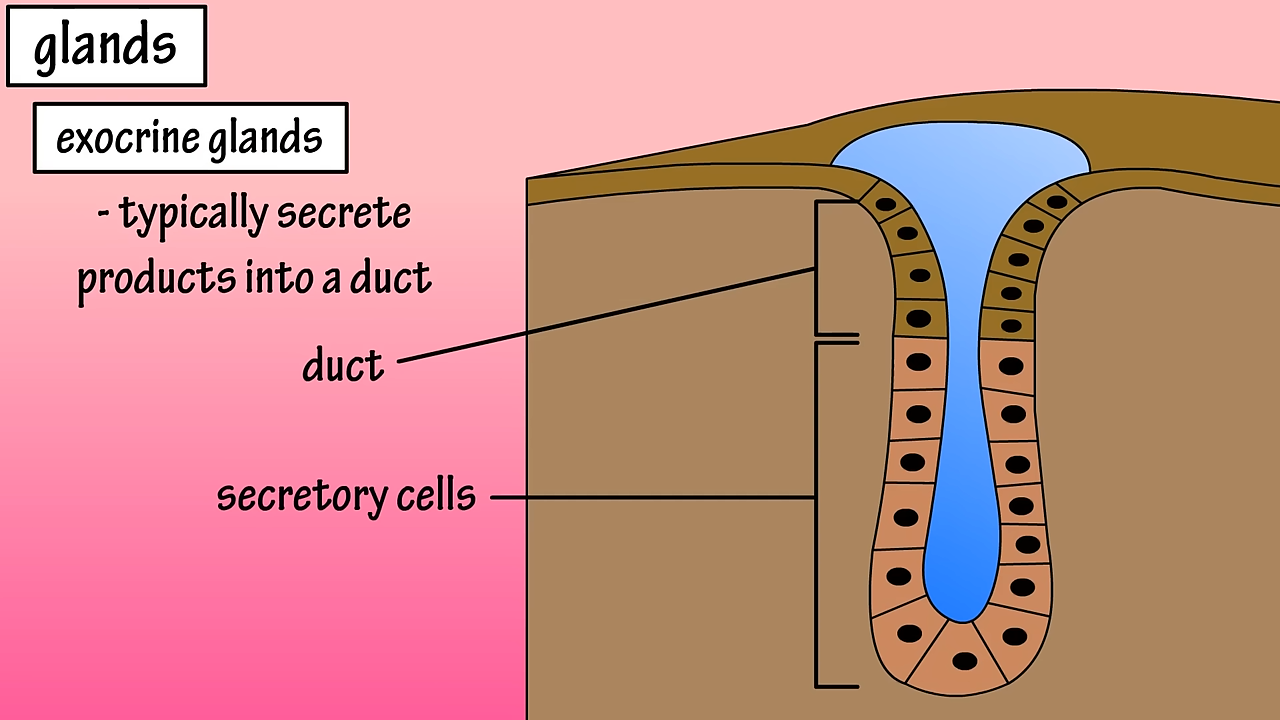 glands
exocrine glands
- typically secrete
products into a duct
duct
secretory cells